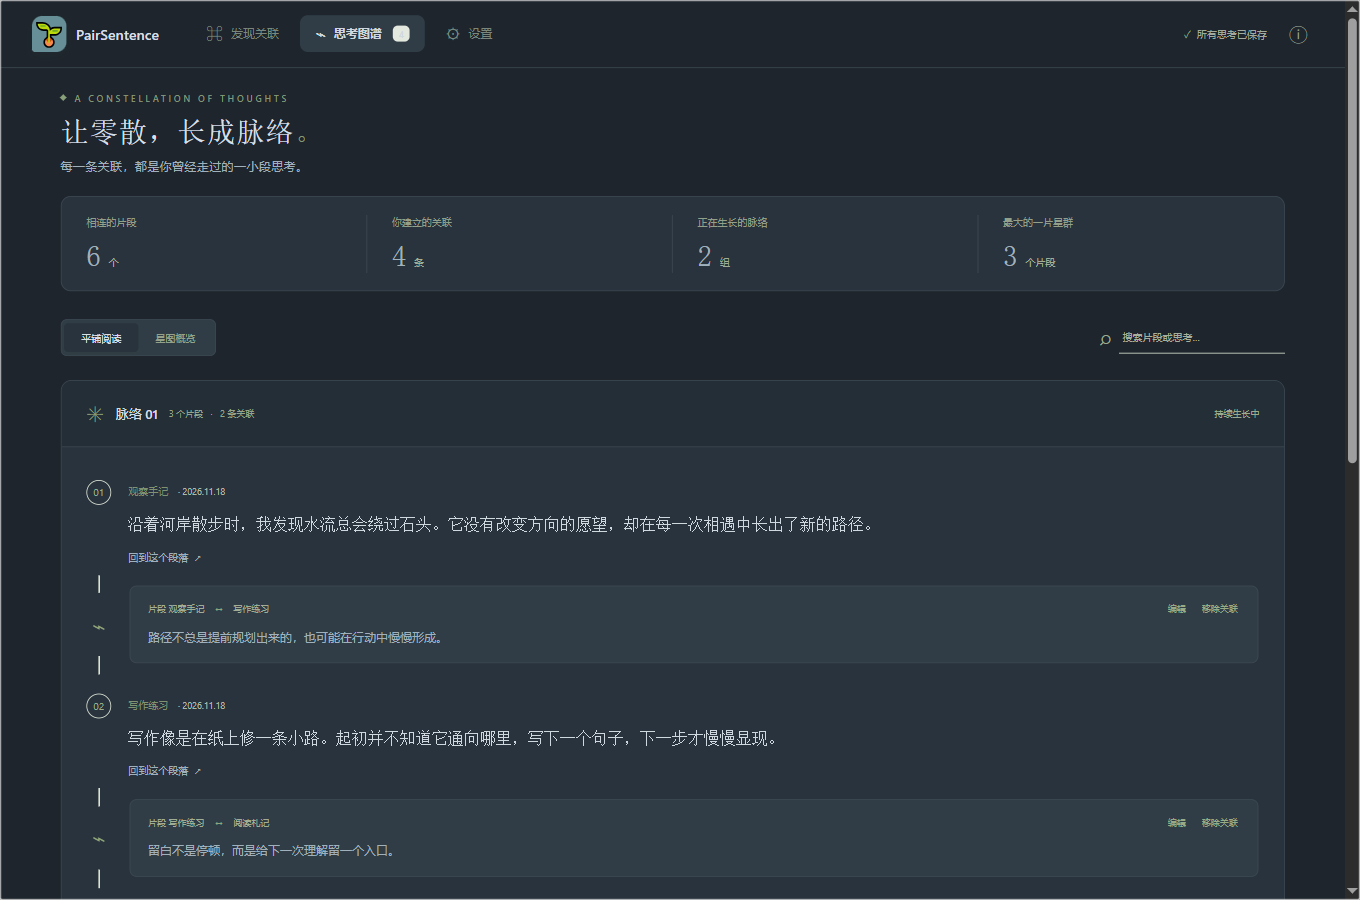 PairSentence
发现关联
思考图谱
设置
✓ 所有思考已保存
A CONSTELLATION OF THOUGHTS
让零散，长成脉络。
每一条关联，都是你曾经走过的一小段思考。
相连的片段
你建立的关联
正在生长的脉络
最大的一片星群
6 个
4 条
2 组
3 个片段
平铺阅读
星图概览
搜索片段或思考...
脉络 01 3 个片段 · 2 条关联
持续生长中
01 观察手记 · 2026.11.18
沿着河岸散步时，我发现水流总会绕过石头。它没有改变方向的愿望，却在每一次相遇中长出了新的路径。
回到这个段落 ↗
片段 观察手记 ↔ 写作练习
编辑 移除关联
路径不总是提前规划出来的，也可能在行动中慢慢形成。
02 写作练习 · 2026.11.18
写作像是在纸上修一条小路。起初并不知道它通向哪里，写下一个句子，下一步才慢慢显现。
回到这个段落 ↗
片段 写作练习 ↔ 阅读札记
编辑 移除关联
留白不是停顿，而是给下一次理解留一个入口。